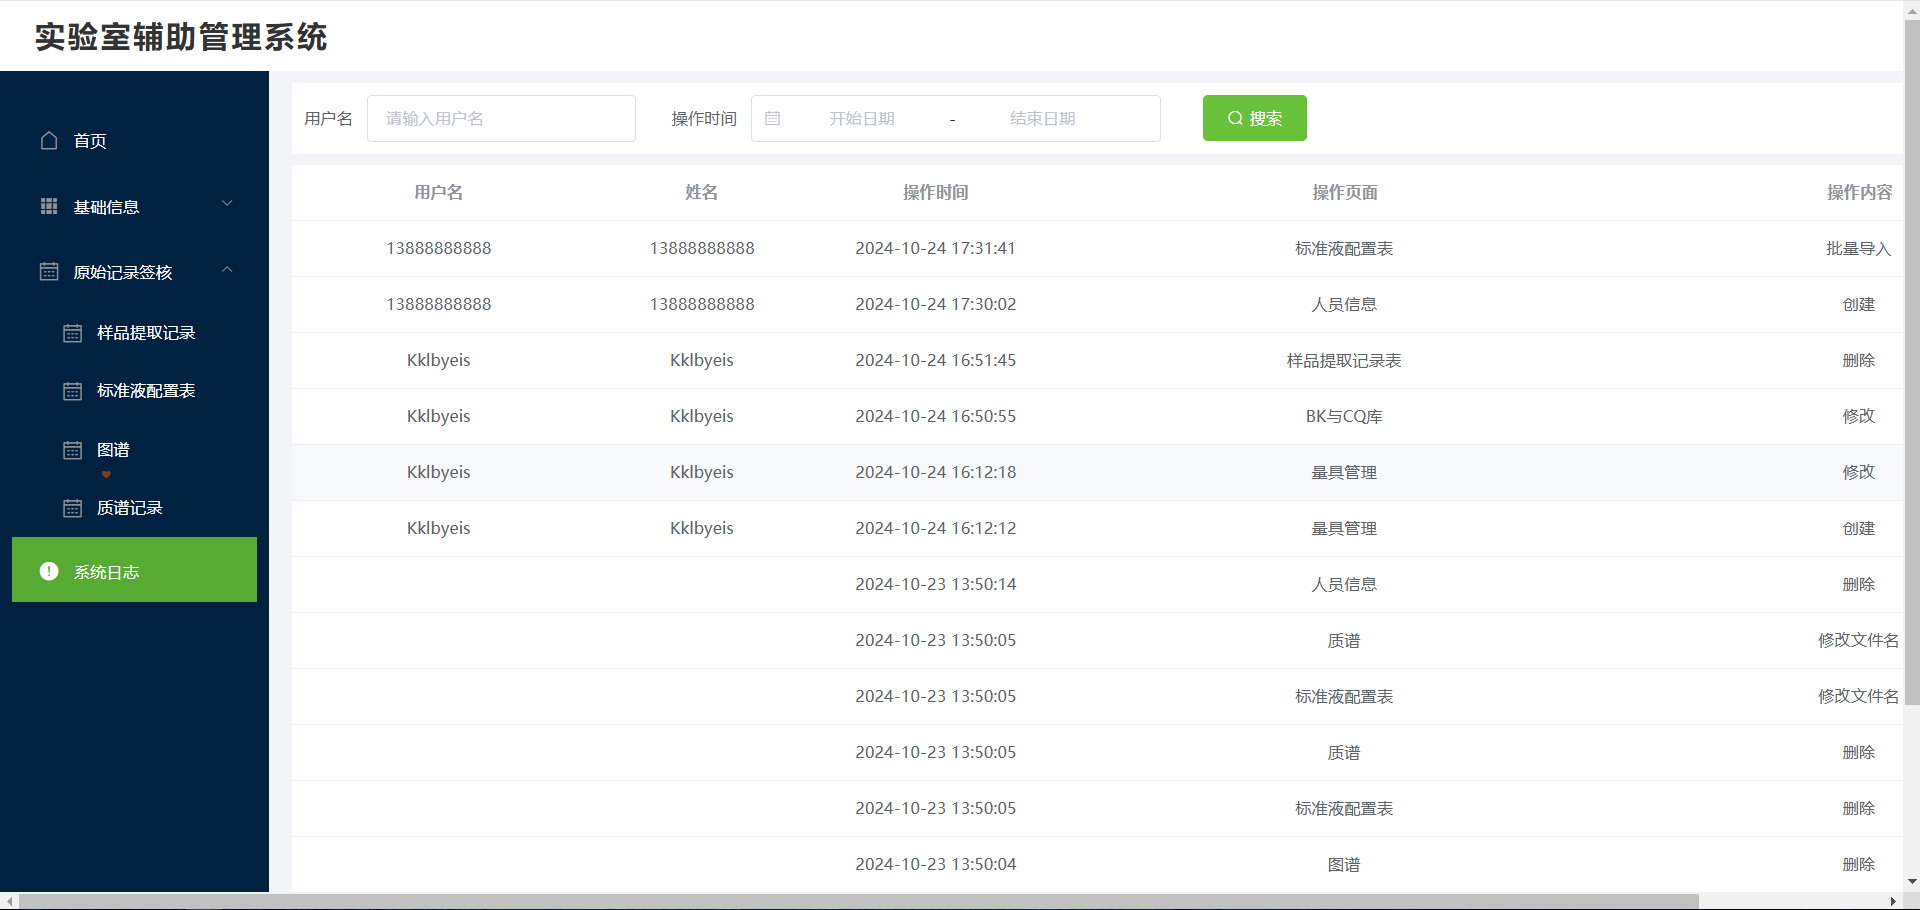 实验室辅助管理系统
首页
基础信息
原始记录签核
样品提取记录
标准液配置表
图谱
质谱记录
系统日志
用户名 请输入用户名 操作时间 开始日期 - 结束日期 搜索
用户名 姓名 操作时间 操作页面 操作内容
13888888888 13888888888 2024-10-24 17:31:41 标准液配置表 批量导入
13888888888 13888888888 2024-10-24 17:30:02 人员信息 创建
Kklbyeis Kklbyeis 2024-10-24 16:51:45 样品提取记录表 删除
Kklbyeis Kklbyeis 2024-10-24 16:50:55 BK与CQ库 修改
Kklbyeis Kklbyeis 2024-10-24 16:12:18 量具管理 修改
Kklbyeis Kklbyeis 2024-10-24 16:12:12 量具管理 创建
2024-10-23 13:50:14 人员信息 删除
2024-10-23 13:50:05 质谱 修改文件名
2024-10-23 13:50:05 标准液配置表 修改文件名
2024-10-23 13:50:05 质谱 删除
2024-10-23 13:50:05 标准液配置表 删除
2024-10-23 13:50:04 图谱 删除